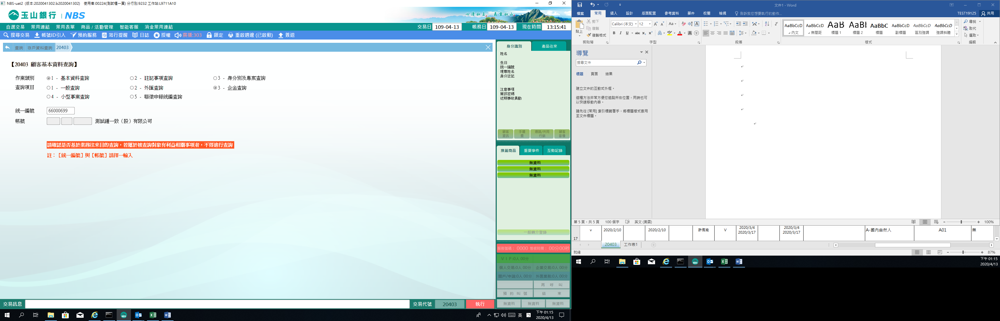 NBS-uat2 (版本:2020041302.b2020041302) 使用者:00224(測試櫃一員) 分行別:9232 工作站:L9711A10
玉山銀行 | NBS
心清如玉，義重如山。
自選交易 常用連結 常用表單 商品 / 活動管理 智能客服 消金常用連結
交易日 109-04-13 帳務日 109-04-13 現在時間 13:15:41
搜尋交易 帳號ID引入 預約服務 蒞行提醒 日誌 授權 廣播:303 鎖定 重啟週邊 (已啟動) 簽退
查詢 存戶資料查詢 20403
【20403 顧客基本資料查詢】
作業類別 1 - 基本資料查詢 2 - 註記事項查詢 3 - 身分別及專案查詢
查詢項目 1 - 一般查詢 2 - 外匯查詢 3 - 企金查詢
4 - 小型事業查詢 5 - 聯徵申報統編查詢
統一編號 66000699
帳號 測試鍾一致（股）有限公司
請確認是否基於業務往來目的查詢，若屬於被查詢對象有利益相關事項者，不得進行查詢
註：［統一編號］與［帳號］請擇一輸入
身分識別 產品往來
姓名
生日
統一編號
理專姓名
身分註記
注意事項
簡訊密碼
近期事故異動
顧客資訊 手續費 通路/共同行銷 顧客影像
推薦商品 重要事件 互動記錄
無資料
無資料
無資料
一般轉介登錄
服務號碼： 0000 等候時間： 00分00秒
V I P:0人 00分
個人交易:0人 00分 企業交易:0人 00分
開戶/申請:0人 00分 外匯業務:0人 00分
再 呼 叫
預 約 叫 號 結 束
無資料 無資料 無資料
交易訊息 交易代號 20403 執行
英
下午 01:15
2020/4/13
文件1 - Word
檔案 常用 插入 設計 版面配置 參考資料 郵件 校閱 檢視 告訴我您想要執行的動作... TEST19125 共用
貼上 剪下 複製 複製格式
Calibri (本文) 12
AaBbCcD AaBbCcD AaB AaBl AaBbC AaBbCcD AaBbCcD AaBbCcD
內文 無間距 標題 1 標題 2 標題 副標題 區別強調 強調斜體
尋找 取代 選取
剪貼簿 字型 段落 樣式 編輯
導覽
搜尋文件
標題 頁面 結果
建立文件的互動式外框。
這種方法非常方便您追蹤所在位置，同時也可
以快速移動內容。
請先從 [常用] 索引標籤著手，將標題樣式套用
至文件標題。
第 5 頁，共 5 頁 100 個字 英文 (美國) 100%
17 v 2020/2/10 2020/2/10 許佩瑜 V 2020/3/4 2020/3/17 2020/3/4 2020/3/17 A-國內自然人 A01 無
20403 工作表1
就緒 87%
下午 01:15
2020/4/13